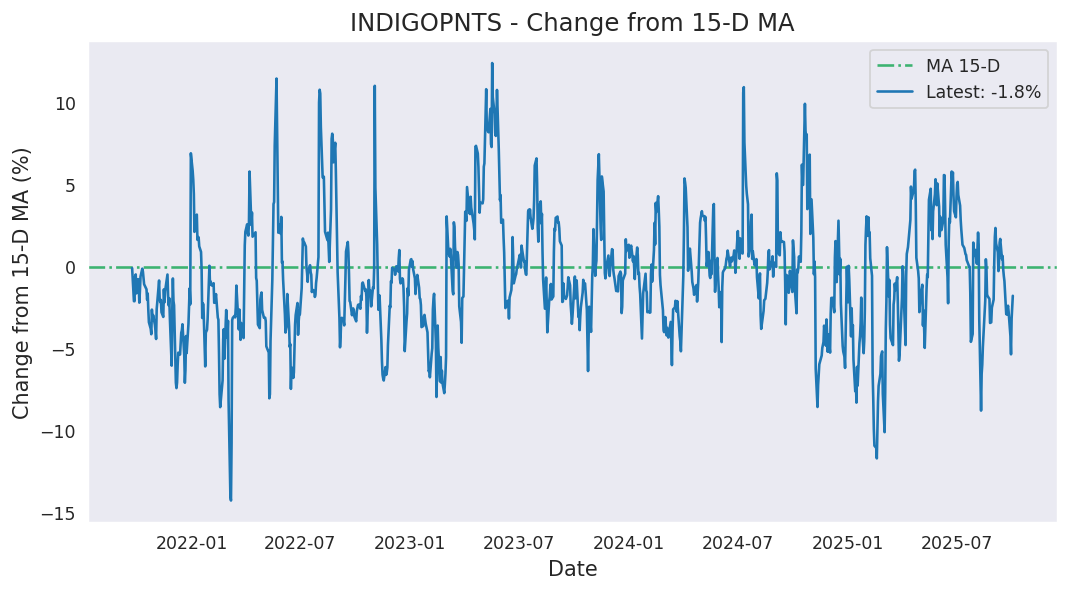 INDIGOPNTS - Change from 15-D MA
MA 15-D
Latest: -1.8%
Change from 15-D MA (%)
10
5
0
−5
−10
−15
2022-01
2022-07
2023-01
2023-07
2024-01
2024-07
2025-01
2025-07
Date